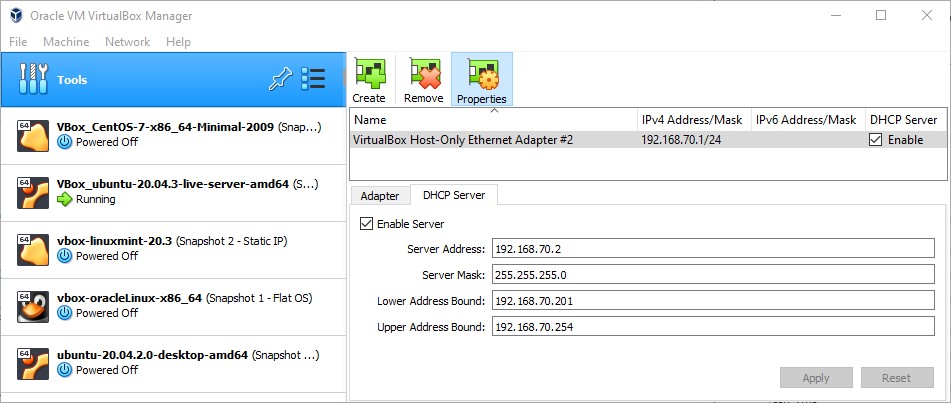 Oracle VM VirtualBox Manager
File Machine Network Help
Tools
64
VBox_CentOS-7-x86_64-Minimal-2009 (Snap...)
Powered Off
64
VBox_ubuntu-20.04.3-live-server-amd64 (S...)
Running
64
vbox-linuxmint-20.3 (Snapshot 2 - Static IP)
Powered Off
64
vbox-oracleLinux-x86_64 (Snapshot 1 - Flat OS)
Powered Off
64
ubuntu-20.04.2.0-desktop-amd64 (Snapshot ...)
Powered Off
Create Remove Properties
Name IPv4 Address/Mask IPv6 Address/Mask DHCP Server
VirtualBox Host-Only Ethernet Adapter #2 192.168.70.1/24 Enable
Adapter DHCP Server
Enable Server
Server Address: 192.168.70.2
Server Mask: 255.255.255.0
Lower Address Bound: 192.168.70.201
Upper Address Bound: 192.168.70.254
Apply Reset